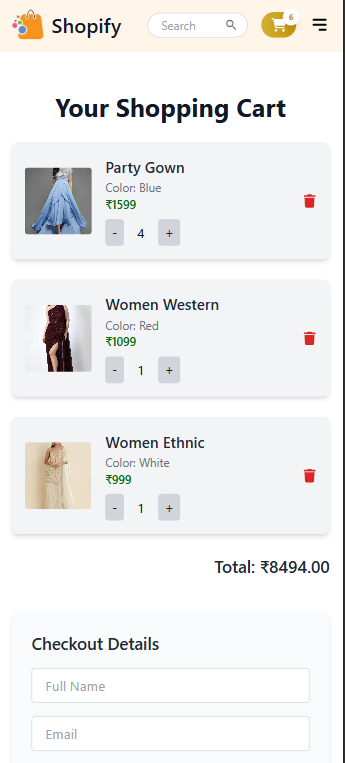 Shopify
Search
6
Your Shopping Cart
Party Gown
Color: Blue
₹1599
- 4 +
Women Western
Color: Red
₹1099
- 1 +
Women Ethnic
Color: White
₹999
- 1 +
Total: ₹8494.00
Checkout Details
Full Name
Email